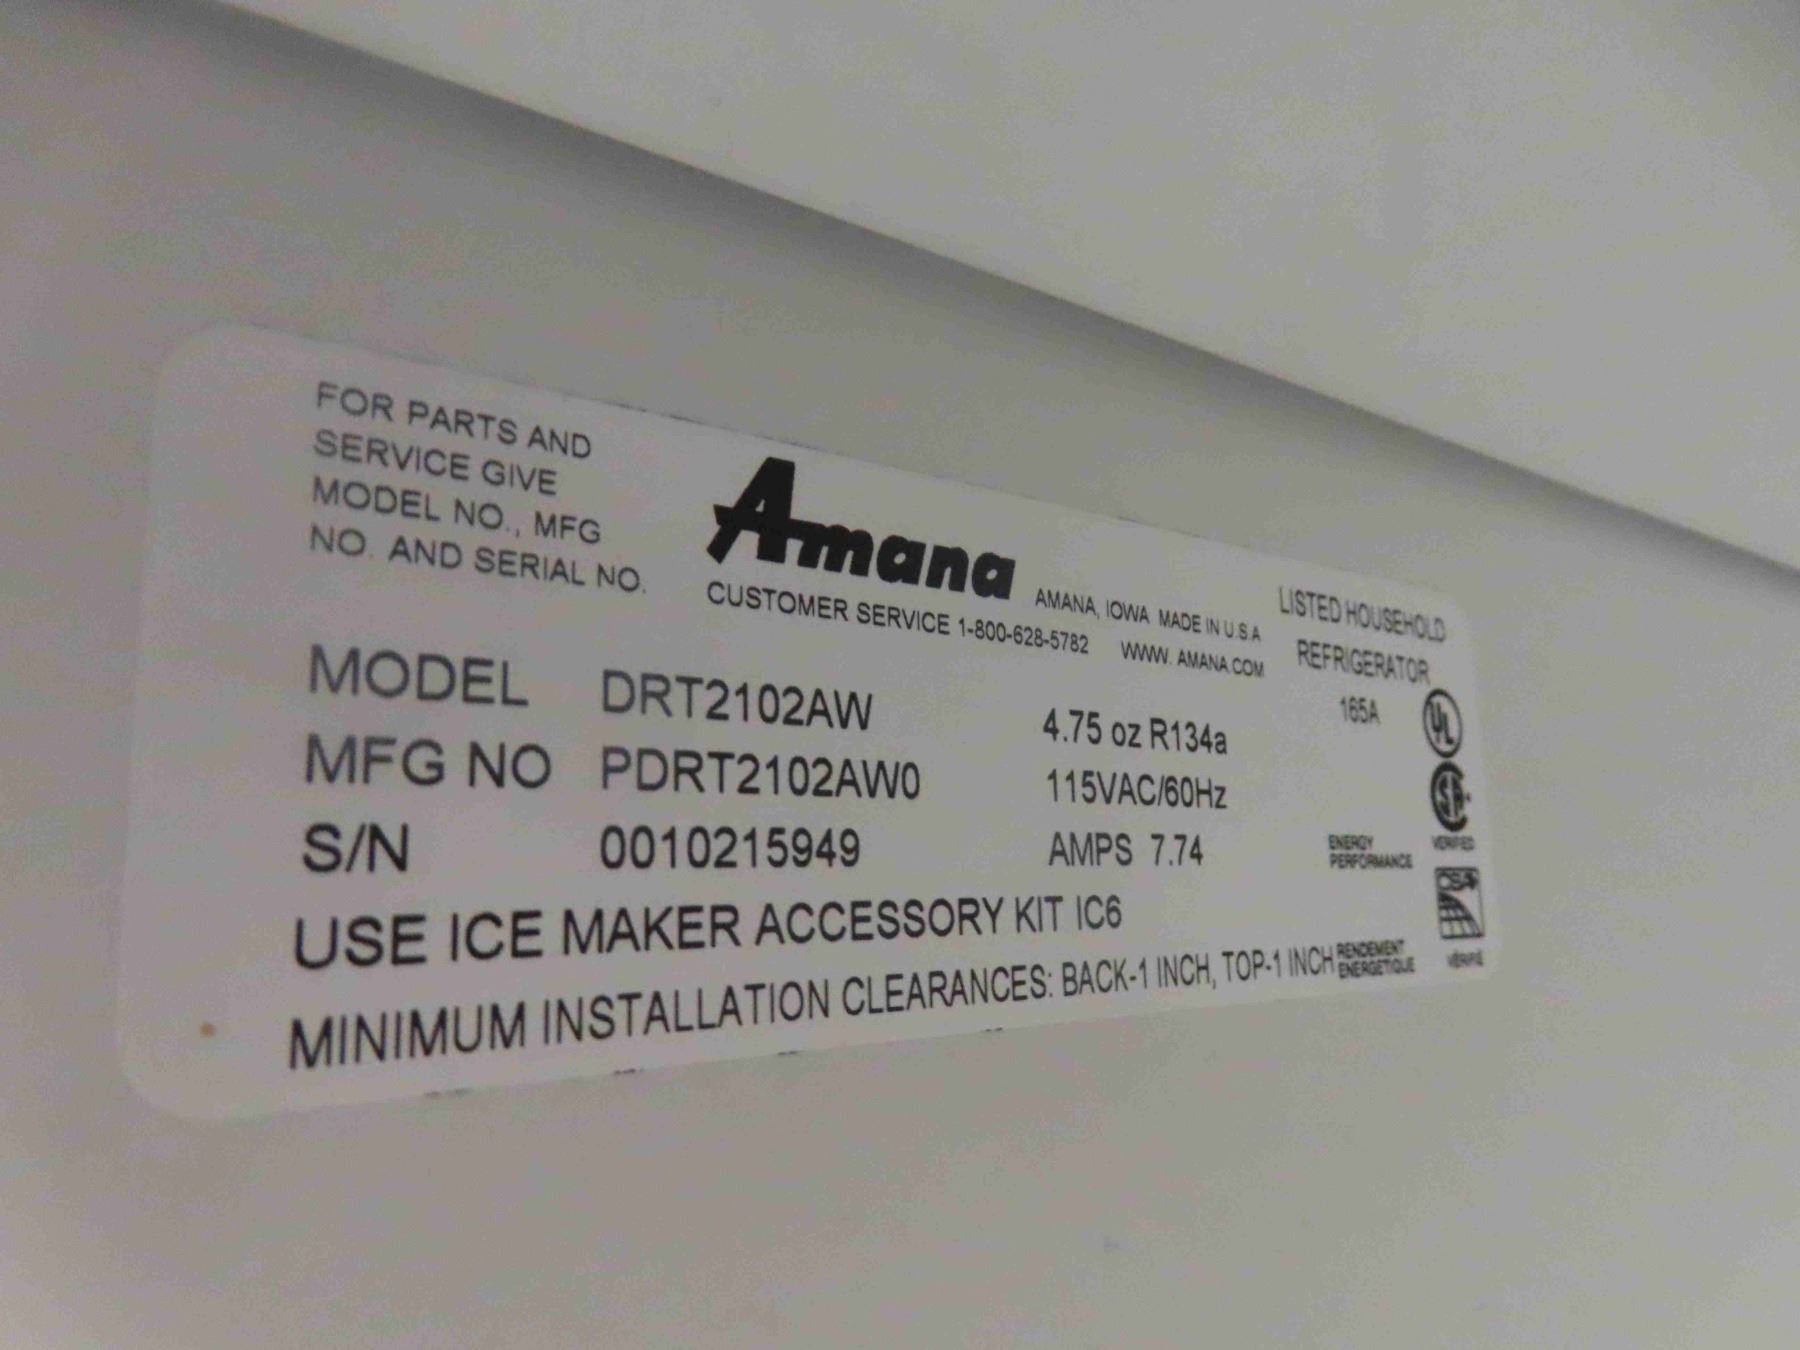 FOR PARTS AND
SERVICE GIVE
MODEL NO., MFG
NO. AND SERIAL NO.
Amana
AMANA, IOWA MADE IN U.S.A
CUSTOMER SERVICE 1-800-628-5782 WWW. AMANA.COM
LISTED HOUSEHOLD
REFRIGERATOR
165A
UL
MODEL DRT2102AW 4.75 oz R134a
MFG NO PDRT2102AW0 115VAC/60Hz
S/N 0010215949 AMPS 7.74
ENERGY
PERFORMANCE
VERIFIED
USE ICE MAKER ACCESSORY KIT IC6
MINIMUM INSTALLATION CLEARANCES: BACK-1 INCH, TOP-1 INCH
RENDEMENT
ENERGETIQUE
VERIFIE